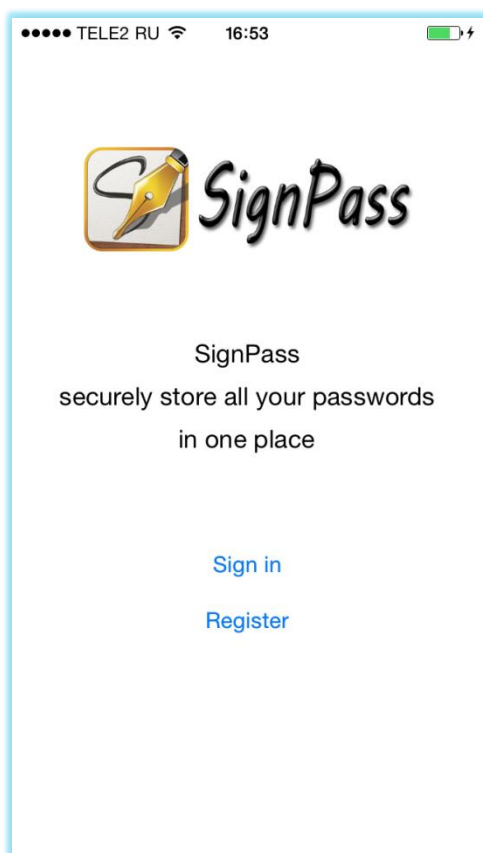 TELE2 RU 16:53
SignPass
SignPass
securely store all your passwords
in one place
Sign in
Register